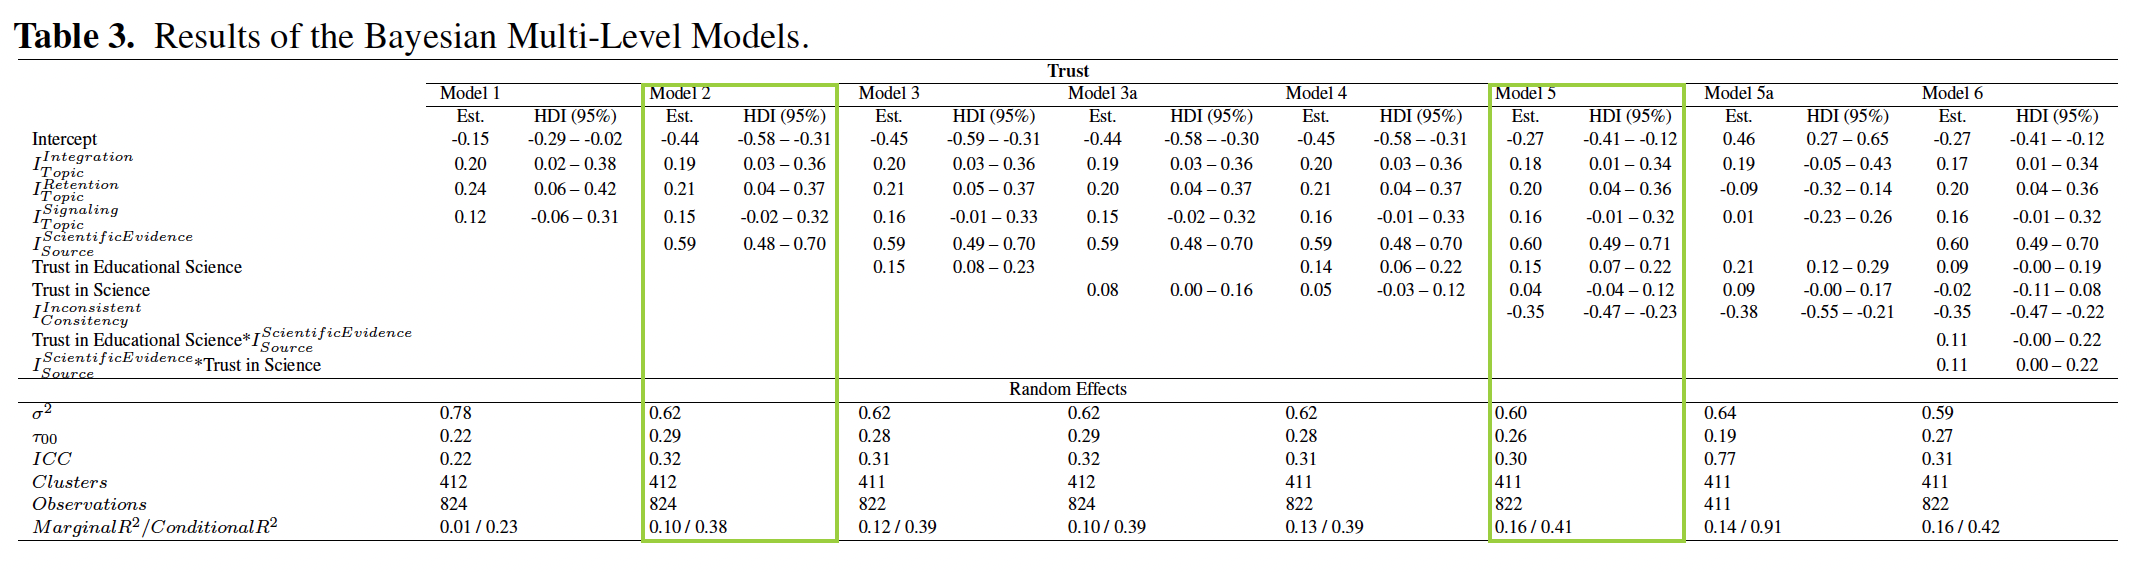 Table 3. Results of the Bayesian Multi-Level Models.
Trust
Model 1 Model 2 Model 3 Model 3a Model 4 Model 5 Model 5a Model 6
Est. HDI (95%) Est. HDI (95%) Est. HDI (95%) Est. HDI (95%) Est. HDI (95%) Est. HDI (95%) Est. HDI (95%) Est. HDI (95%)
Intercept -0.15 -0.29 – -0.02 -0.44 -0.58 – -0.31 -0.45 -0.59 – -0.31 -0.44 -0.58 – -0.30 -0.45 -0.58 – -0.31 -0.27 -0.41 – -0.12 0.46 0.27 – 0.65 -0.27 -0.41 – -0.12
I_{Topic}^{Integration} 0.20 0.02 – 0.38 0.19 0.03 – 0.36 0.20 0.03 – 0.36 0.19 0.03 – 0.36 0.20 0.03 – 0.36 0.18 0.01 – 0.34 0.19 -0.05 – 0.43 0.17 0.01 – 0.34
I_{Topic}^{Retention} 0.24 0.06 – 0.42 0.21 0.04 – 0.37 0.21 0.05 – 0.37 0.20 0.04 – 0.37 0.21 0.04 – 0.37 0.20 0.04 – 0.36 -0.09 -0.32 – 0.14 0.20 0.04 – 0.36
I_{Topic}^{Signaling} 0.12 -0.06 – 0.31 0.15 -0.02 – 0.32 0.16 -0.01 – 0.33 0.15 -0.02 – 0.32 0.16 -0.01 – 0.33 0.16 -0.01 – 0.32 0.01 -0.23 – 0.26 0.16 -0.01 – 0.32
I_{Source}^{ScientificEvidence} 0.59 0.48 – 0.70 0.59 0.49 – 0.70 0.59 0.48 – 0.70 0.59 0.48 – 0.70 0.60 0.49 – 0.71 0.60 0.49 – 0.70
Trust in Educational Science 0.15 0.08 – 0.23 0.14 0.06 – 0.22 0.15 0.07 – 0.22 0.21 0.12 – 0.29 0.09 -0.00 – 0.19
Trust in Science 0.08 0.00 – 0.16 0.05 -0.03 – 0.12 0.04 -0.04 – 0.12 0.09 -0.00 – 0.17 -0.02 -0.11 – 0.08
I_{Consitency}^{Inconsistent} -0.35 -0.47 – -0.23 -0.38 -0.55 – -0.21 -0.35 -0.47 – -0.22
Trust in Educational Science*I_{Source}^{ScientificEvidence} 0.11 -0.00 – 0.22
I_{Source}^{ScientificEvidence}*Trust in Science 0.11 0.00 – 0.22
Random Effects
σ² 0.78 0.62 0.62 0.62 0.62 0.60 0.64 0.59
τ₀₀ 0.22 0.29 0.28 0.29 0.28 0.26 0.19 0.27
ICC 0.22 0.32 0.31 0.32 0.31 0.30 0.77 0.31
Clusters 412 412 411 412 411 411 411 411
Observations 824 824 822 824 822 822 411 822
MarginalR²/ConditionalR² 0.01 / 0.23 0.10 / 0.38 0.12 / 0.39 0.10 / 0.39 0.13 / 0.39 0.16 / 0.41 0.14 / 0.91 0.16 / 0.42